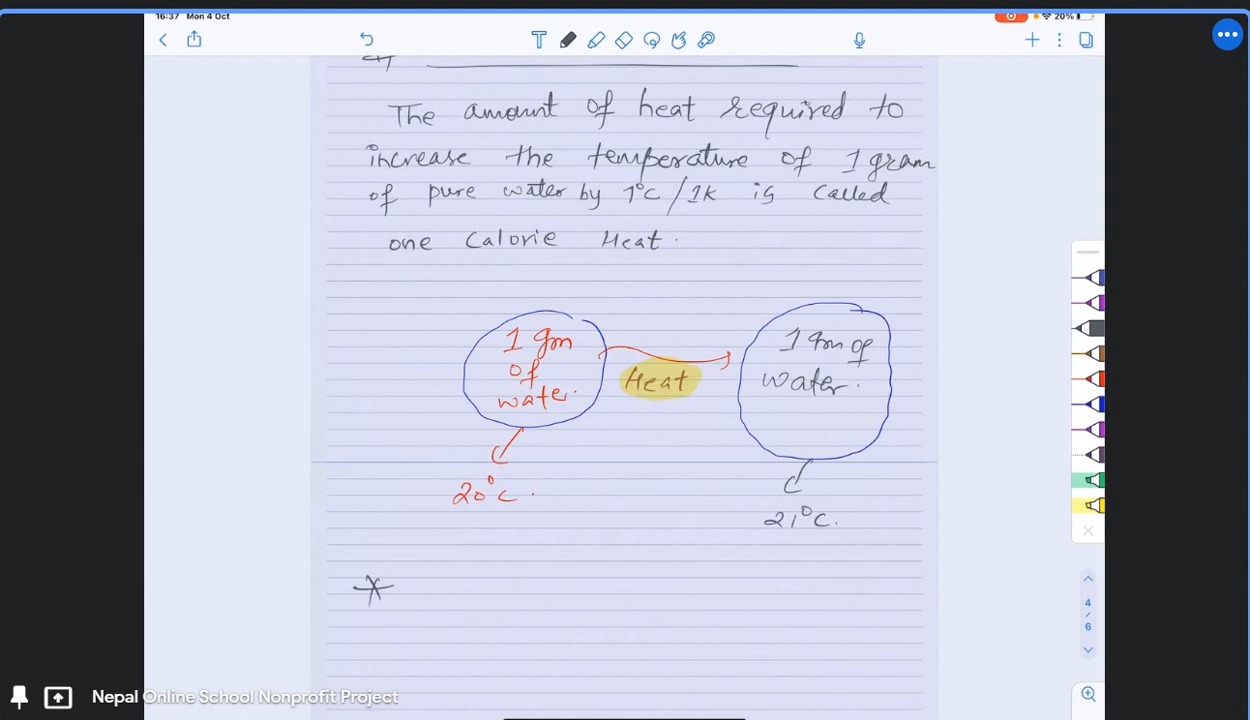 16:37 Mon 4 Oct
20%
The amount of heat required to
increase the temperature of 1 gram
of pure water by 1°C / 1K is called
one Calorie Heat.
1 gm
of
water.
Heat
1 gm of
water.
20°C.
21°C.
4
/
6
Nepal Online School Nonprofit Project